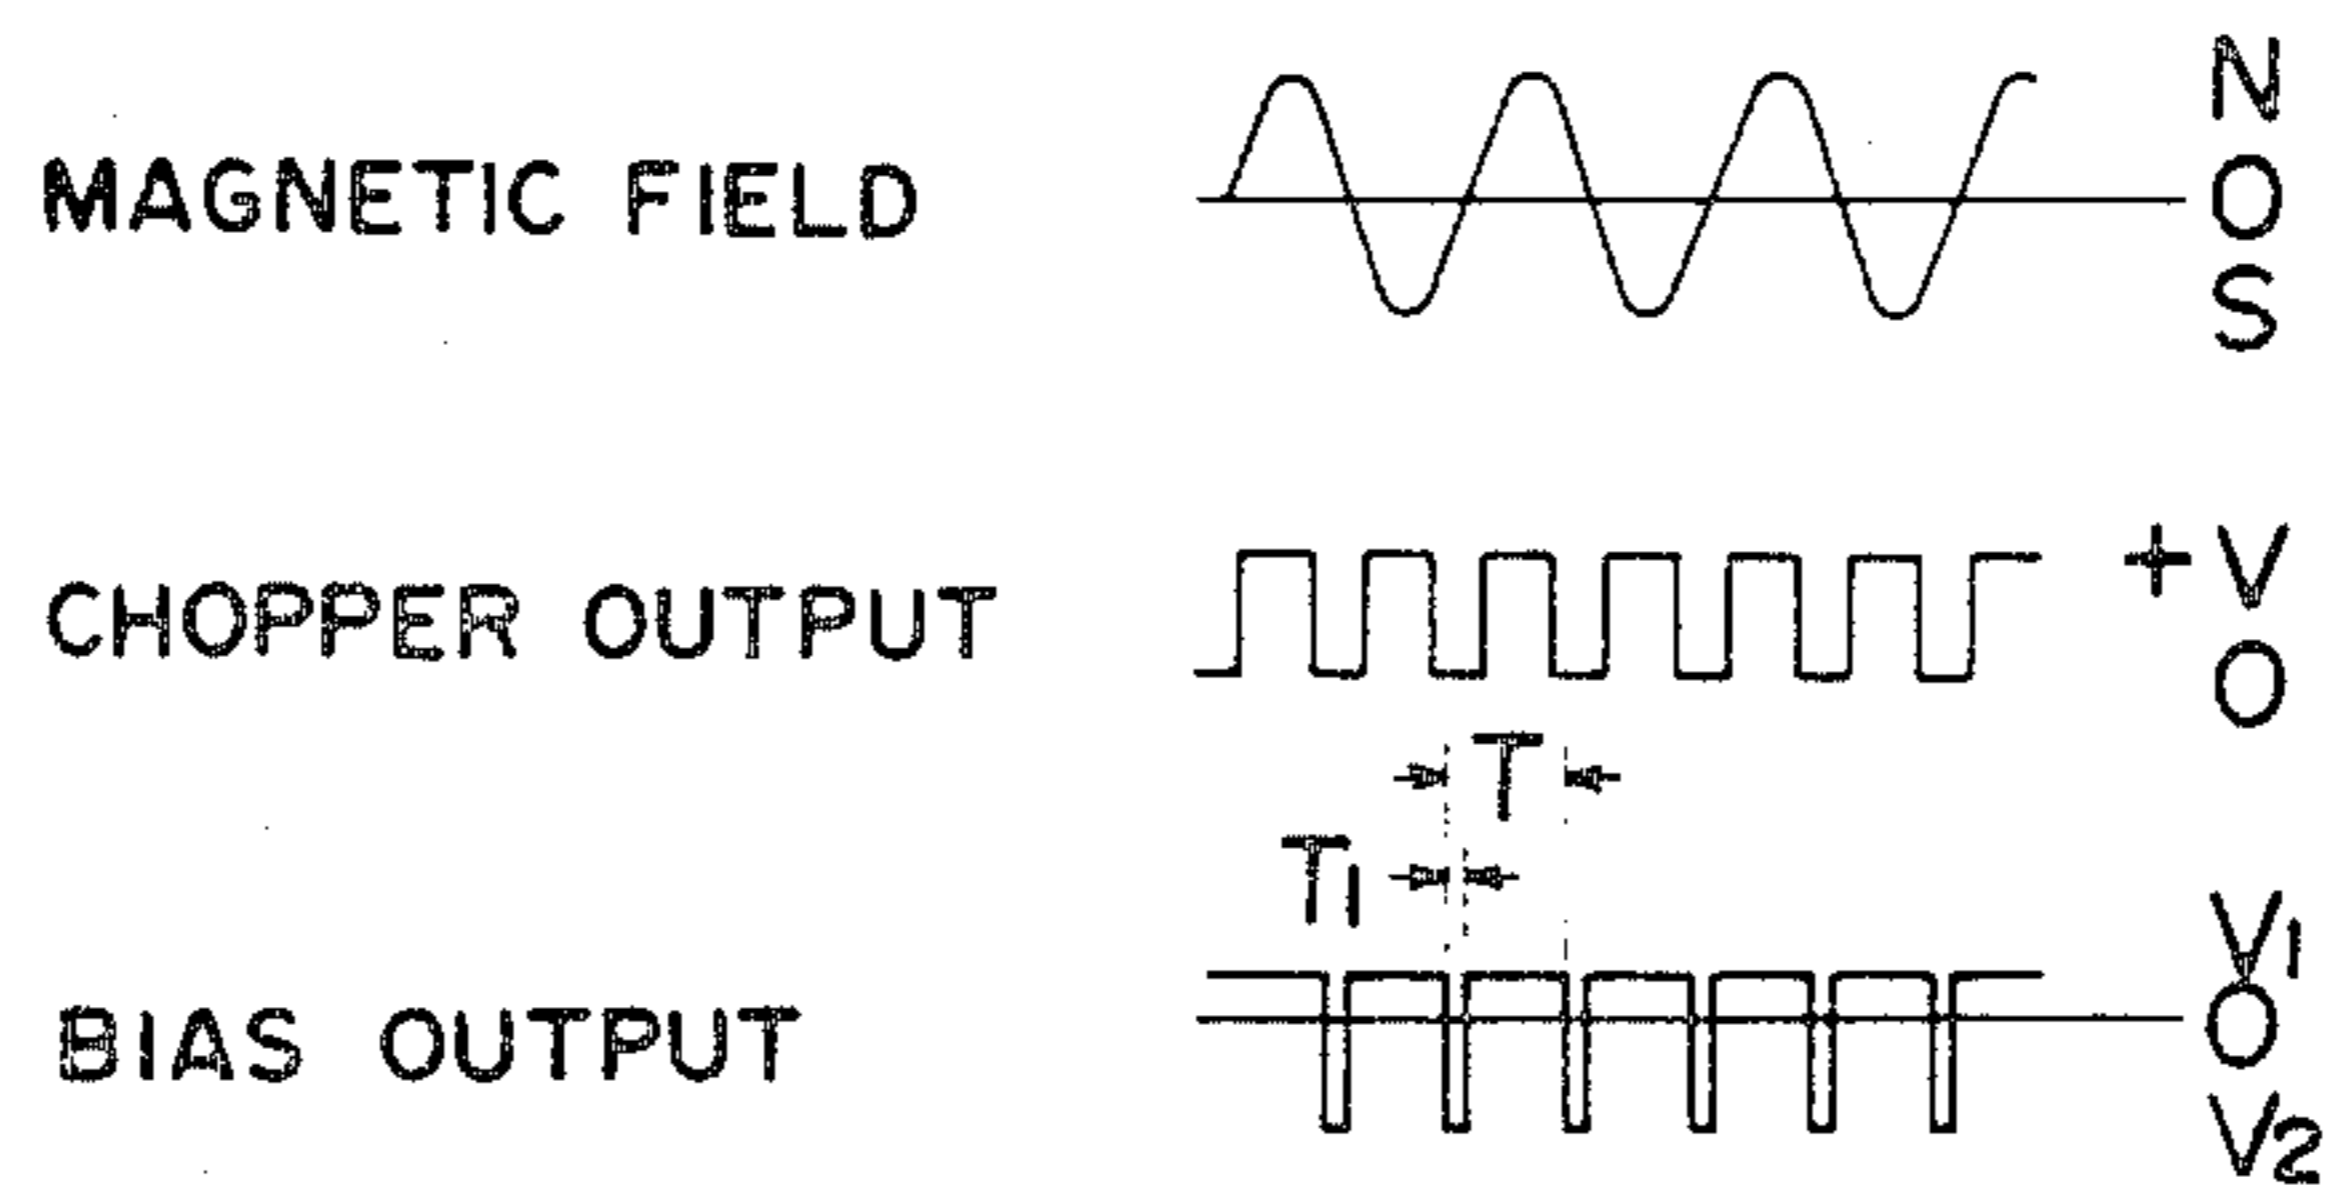 N
MAGNETIC FIELD
O
S
+V
CHOPPER OUTPUT
O
T
T1
V1
BIAS OUTPUT
O
V2